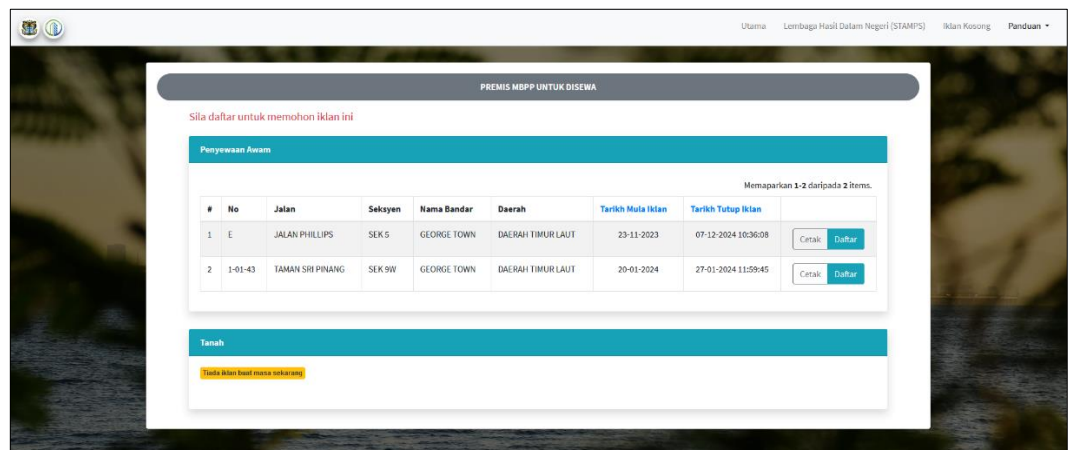 Utama Lembaga Hasil Dalam Negeri (STAMPS) Iklan Kosong Panduan
PREMIS MBPP UNTUK DISEWA
Sila daftar untuk memohon iklan ini
Penyewaan Awam
Memaparkan 1-2 daripada 2 items.
# No Jalan Seksyen Nama Bandar Daerah Tarikh Mula Iklan Tarikh Tutup Iklan
1 E JALAN PHILLIPS SEK 5 GEORGE TOWN DAERAH TIMUR LAUT 23-11-2023 07-12-2024 10:36:08 Cetak Daftar
2 1-01-43 TAMAN SRI PINANG SEK 9W GEORGE TOWN DAERAH TIMUR LAUT 20-01-2024 27-01-2024 11:59:45 Cetak Daftar
Tanah
Tiada iklan buat masa sekarang